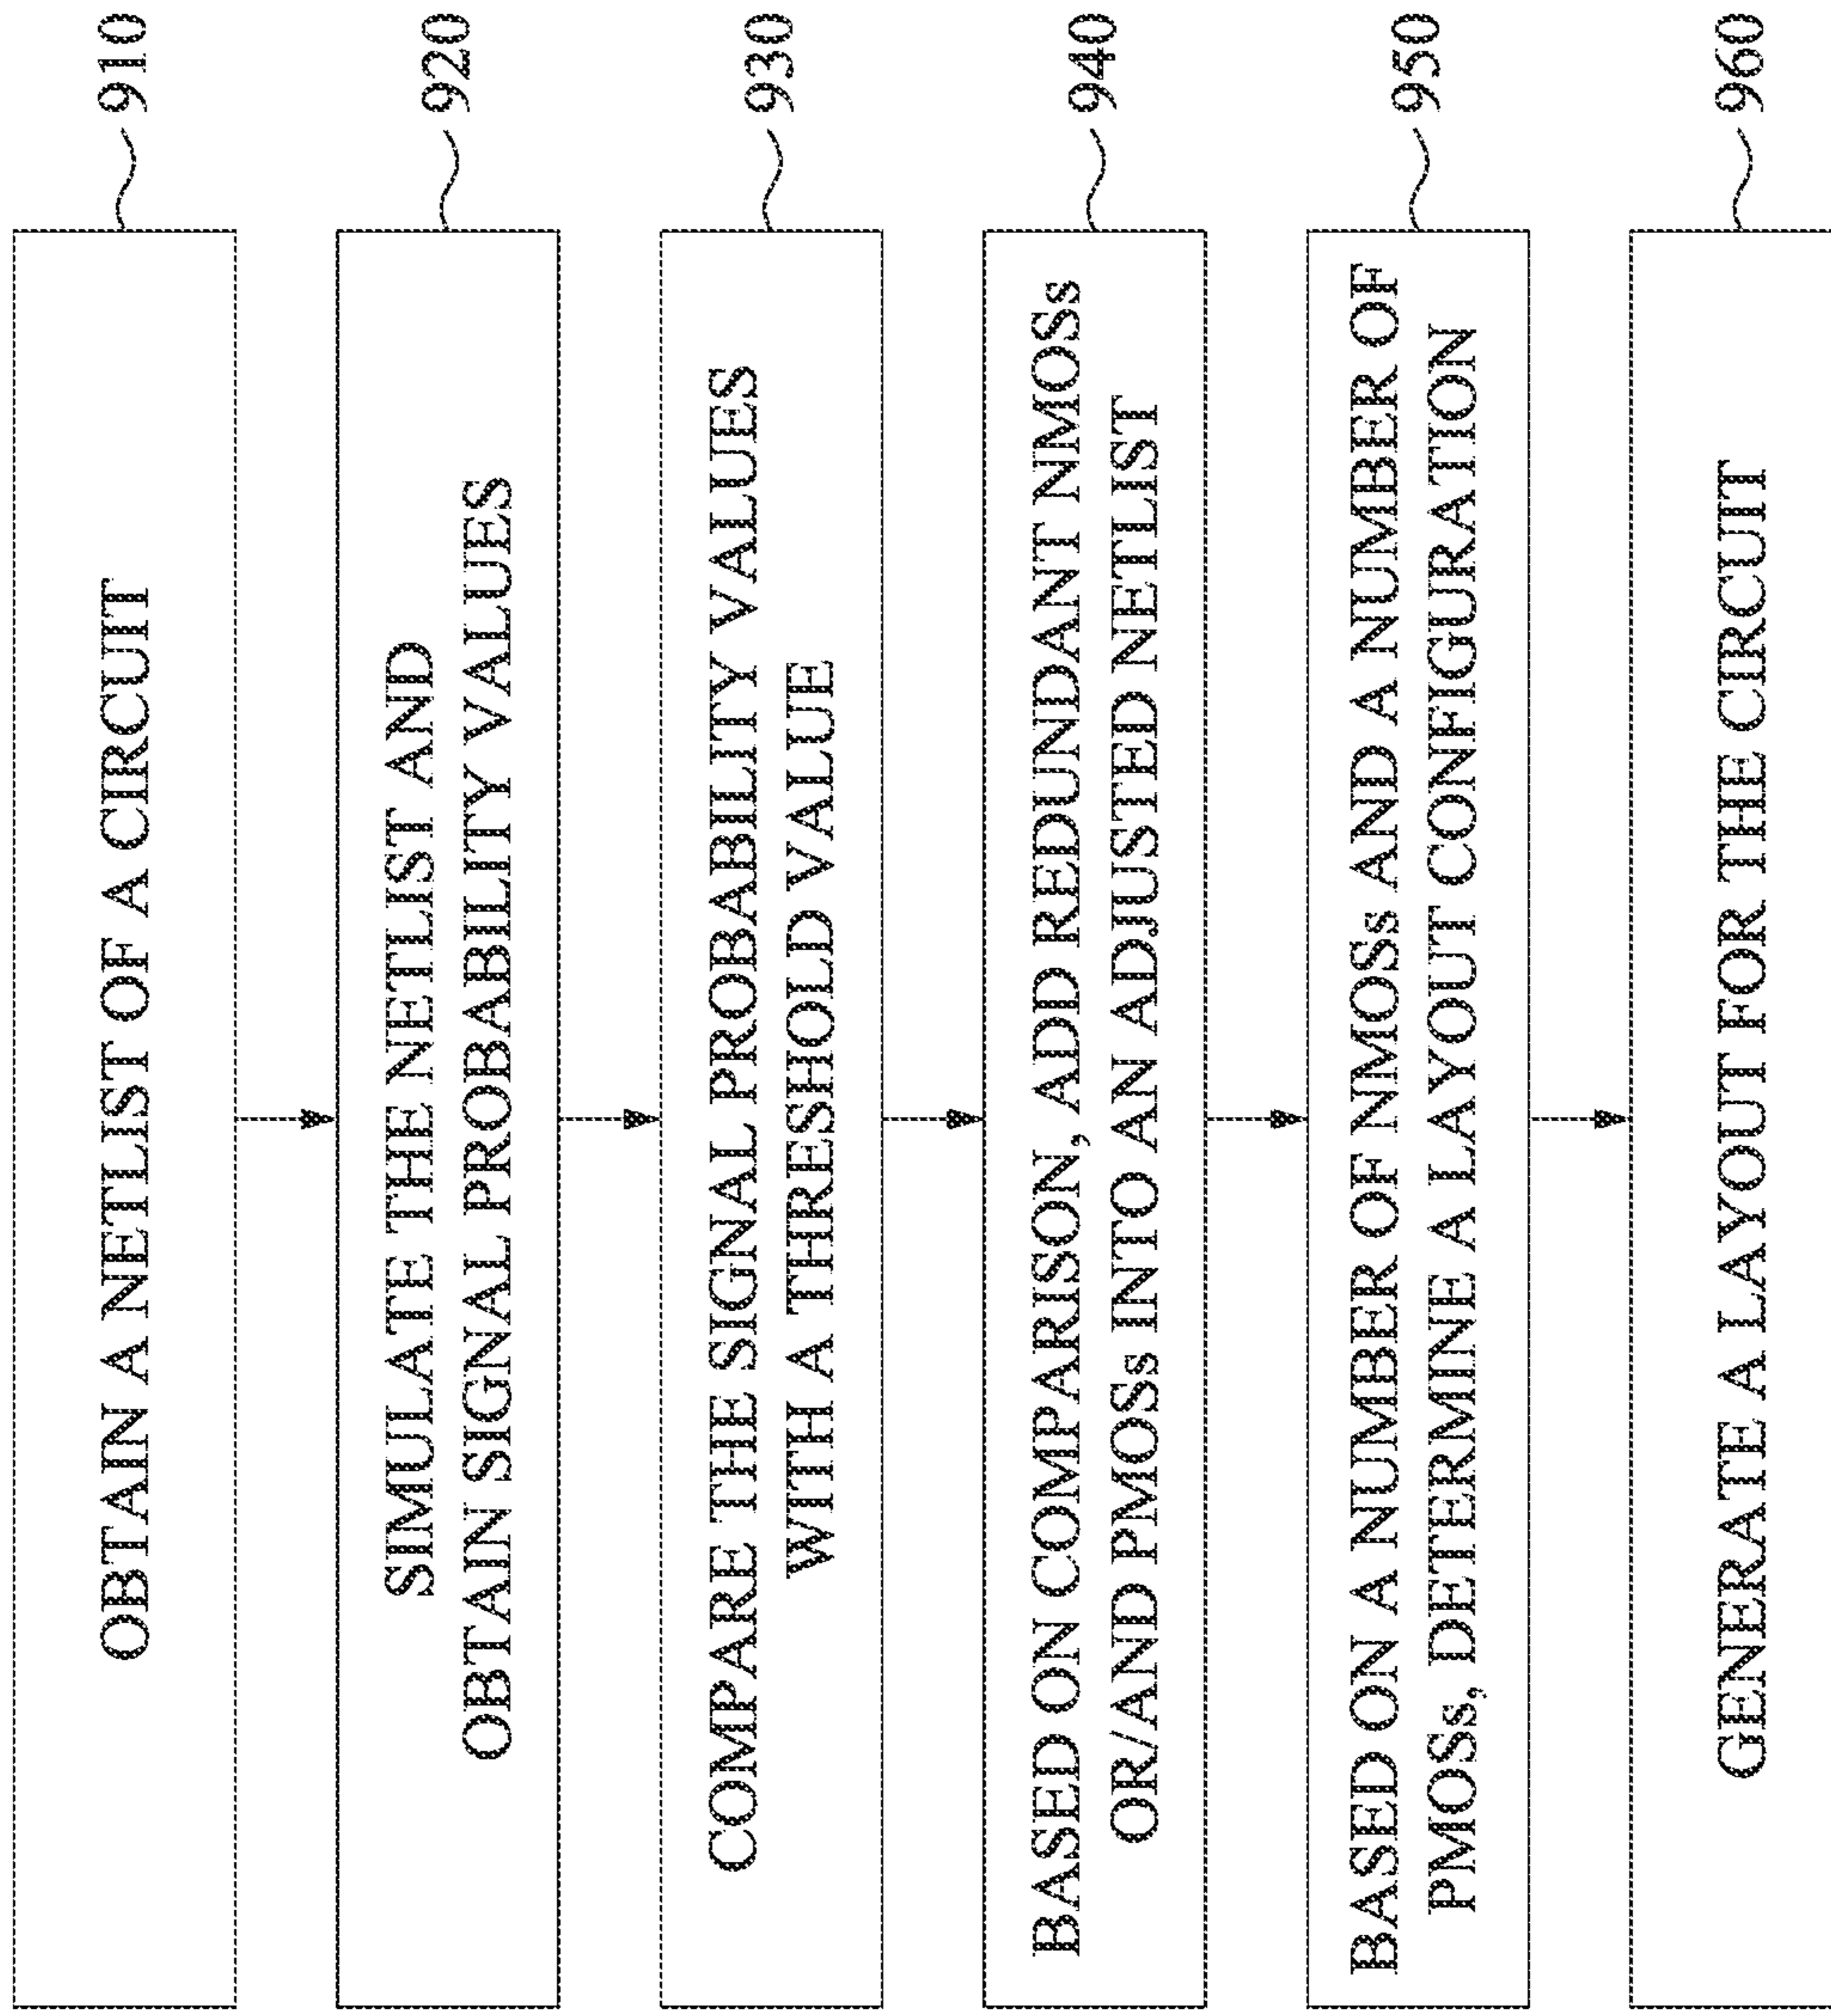 OBTAIN A NETLIST OF A CIRCUIT
910
SIMULATE THE NETLIST AND
OBTAIN SIGNAL PROBABILITY VALUES
920
COMPARE THE SIGNAL PROBABILITY VALUES
WITH A THRESHOLD VALUE
930
BASED ON COMPARISON, ADD REDUNDANT NMOSs
OR/AND PMOSs INTO AN ADJUSTED NETLIST
940
BASED ON A NUMBER OF NMOSs AND A NUMBER OF
PMOSs, DETERMINE A LAYOUT CONFIGURATION
950
GENERATE A LAYOUT FOR THE CIRCUIT
960